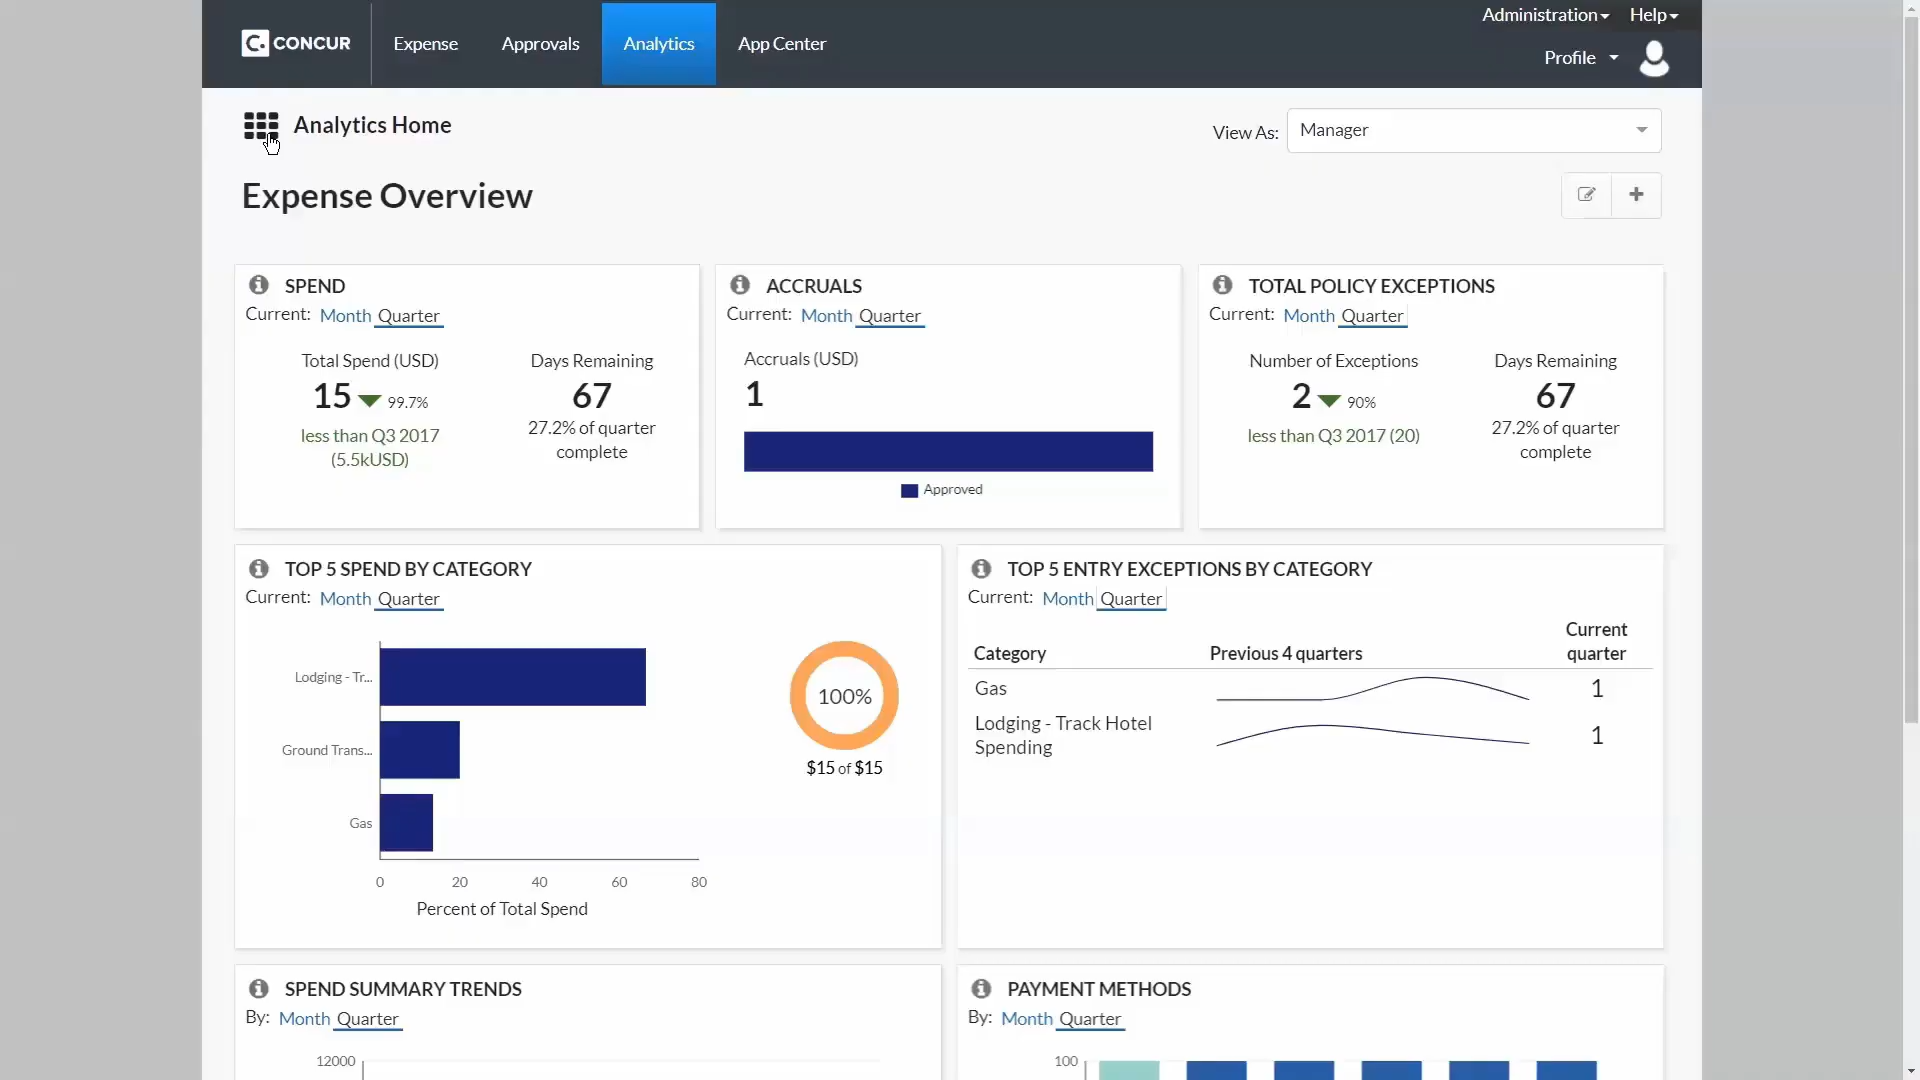 CONCUR
Expense
Approvals
Analytics
App Center
Administration
Help
Profile
Analytics Home
View As:
Manager
Expense Overview
SPEND
Current: Month Quarter
Total Spend (USD)
15
99.7%
less than Q3 2017
(5.5kUSD)
Days Remaining
67
27.2% of quarter
complete
ACCRUALS
Current: Month Quarter
Accruals (USD)
1
Approved
TOTAL POLICY EXCEPTIONS
Current: Month Quarter
Number of Exceptions
2
90%
less than Q3 2017 (20)
Days Remaining
67
27.2% of quarter
complete
TOP 5 SPEND BY CATEGORY
Current: Month Quarter
Lodging - Tr...
Ground Trans...
Gas
0 20 40 60 80
Percent of Total Spend
100%
$15 of $15
TOP 5 ENTRY EXCEPTIONS BY CATEGORY
Current: Month Quarter
Category
Previous 4 quarters
Current
quarter
Gas
1
Lodging - Track Hotel
Spending
1
SPEND SUMMARY TRENDS
By: Month Quarter
12000
PAYMENT METHODS
By: Month Quarter
100